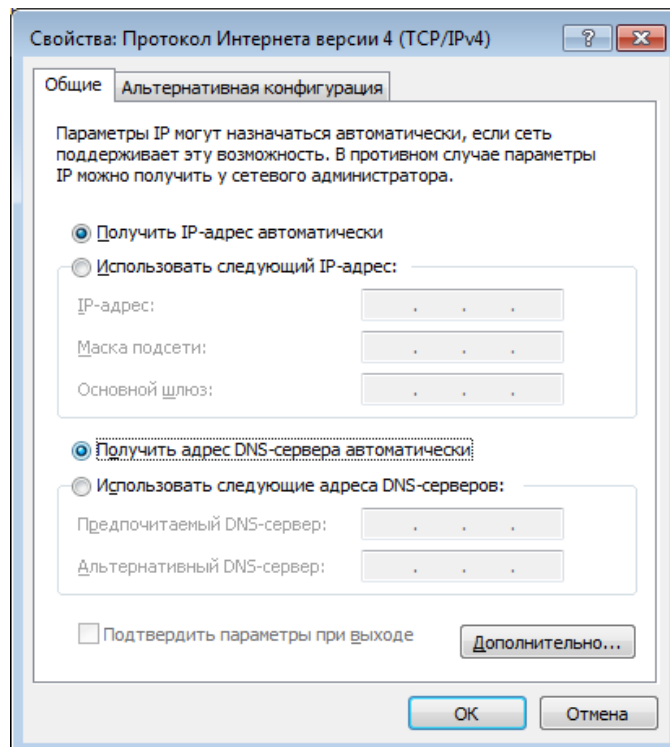 Свойства: Протокол Интернета версии 4 (TCP/IPv4)
Общие
Альтернативная конфигурация
Параметры IP могут назначаться автоматически, если сеть
поддерживает эту возможность. В противном случае параметры
IP можно получить у сетевого администратора.
Получить IP-адрес автоматически
Использовать следующий IP-адрес:
IP-адрес:
Маска подсети:
Основной шлюз:
Получить адрес DNS-сервера автоматически
Использовать следующие адреса DNS-серверов:
Предпочитаемый DNS-сервер:
Альтернативный DNS-сервер:
Подтвердить параметры при выходе
Дополнительно...
ОК
Отмена